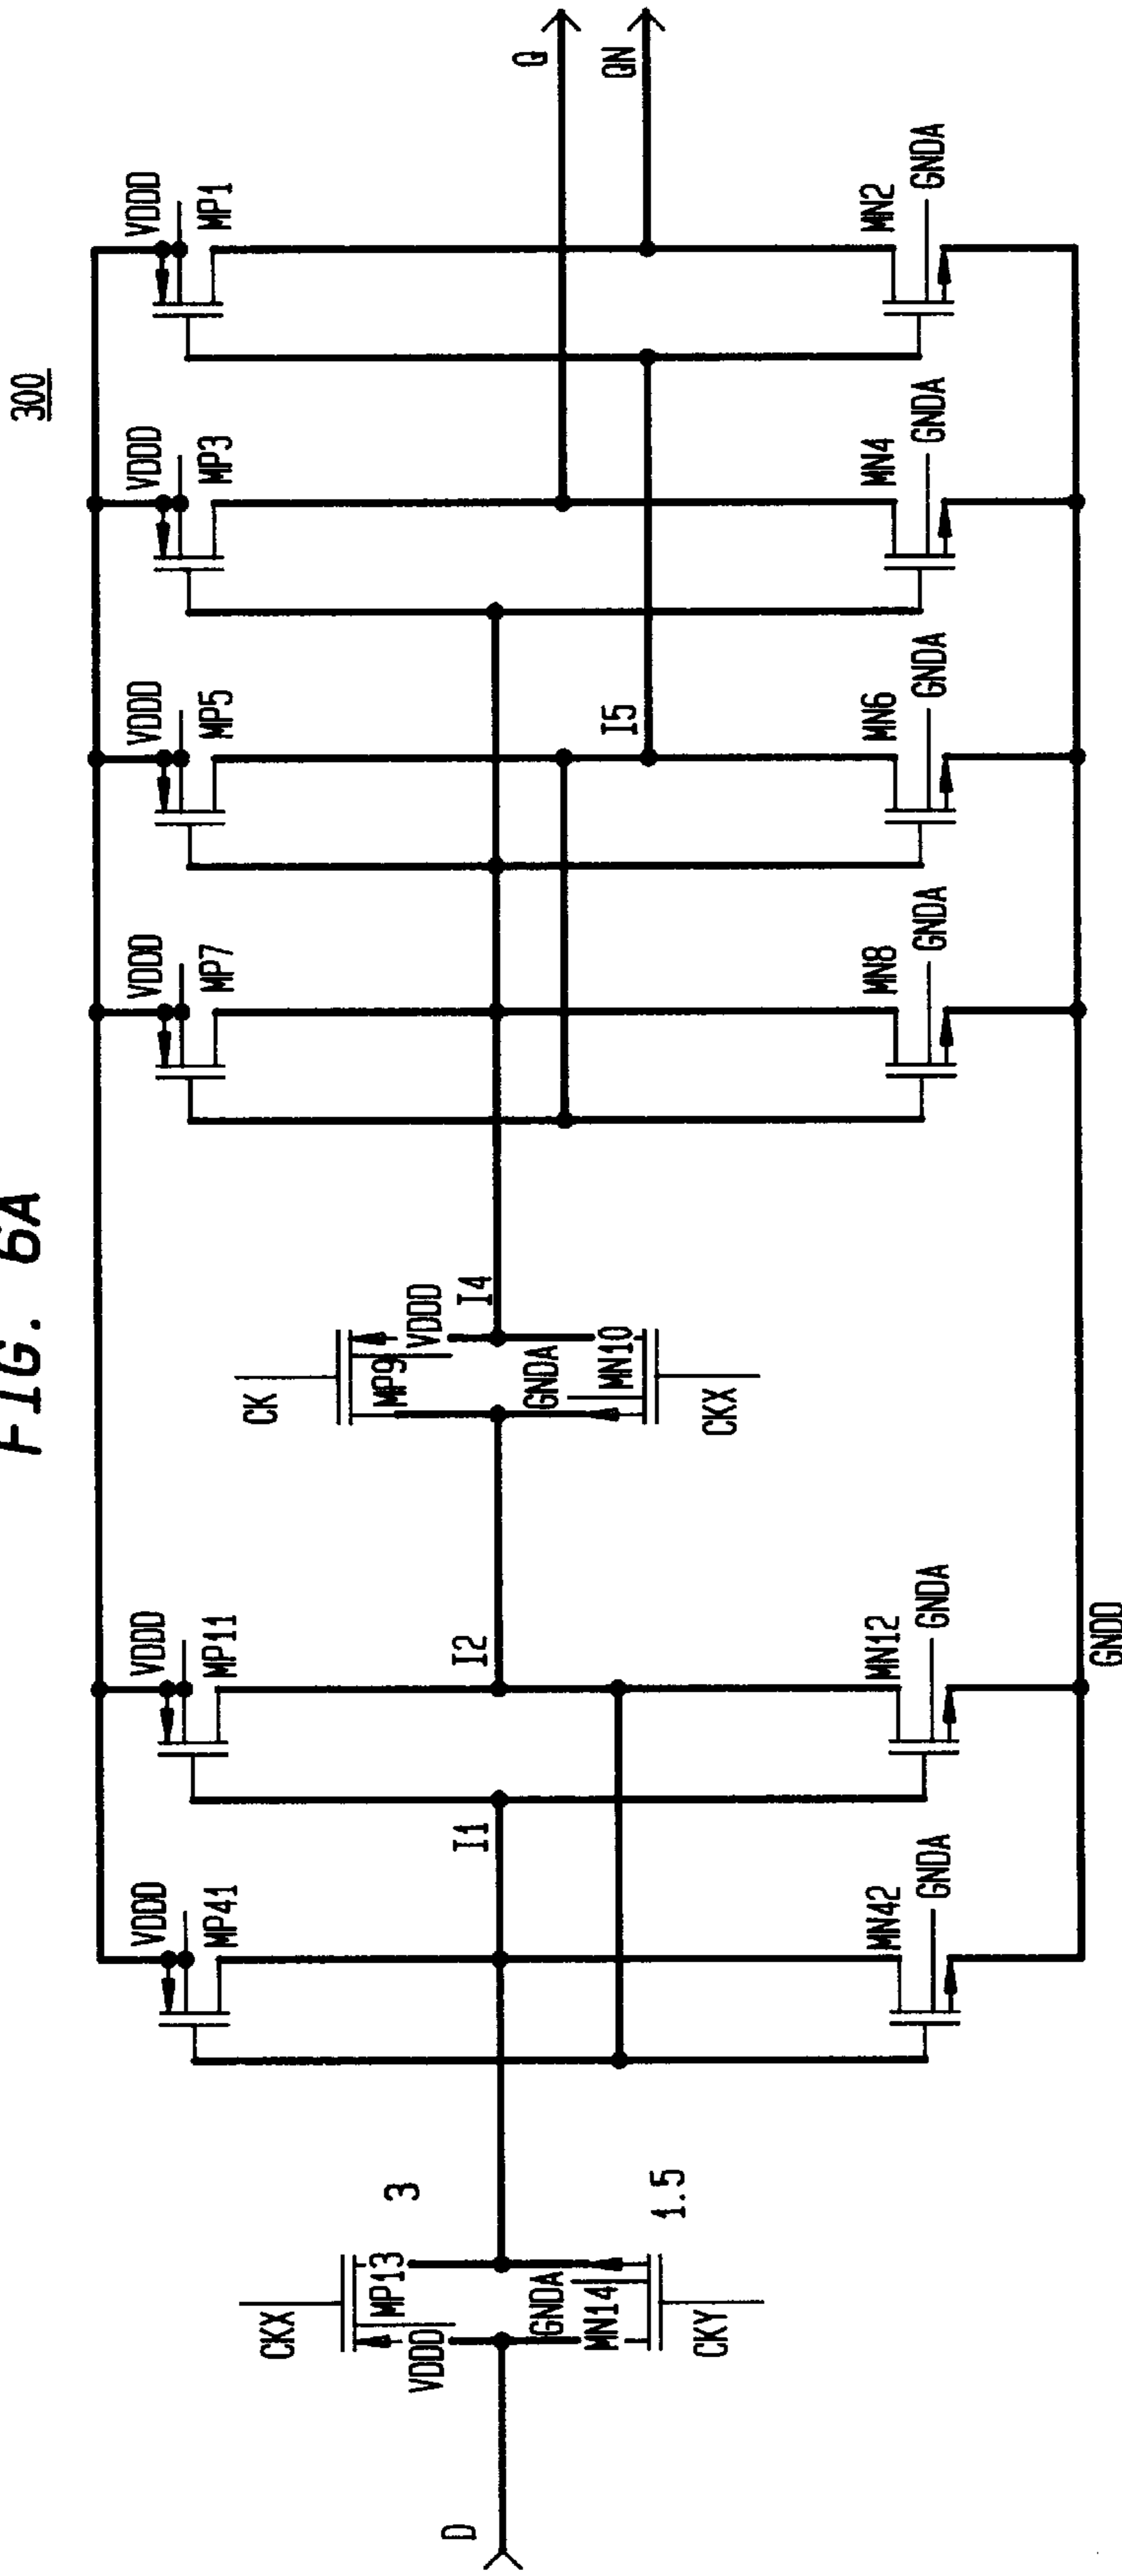 FIG. 6A
300
VDDD
MP41
VDDD
MP11
VDDD
MP7
VDDD
MP5
VDDD
MP3
VDDD
MP1
CKX
MP13
3
VDDD
CK
MP9
VDDD
D
I1
I2
I4
I5
Q
QN
GNDA
MN14
1.5
CKY
GNDA
MN10
CKX
MN42
GNDA
MN12
GNDA
MN8
GNDA
MN6
GNDA
MN4
GNDA
MN2
GNDA
GNDD